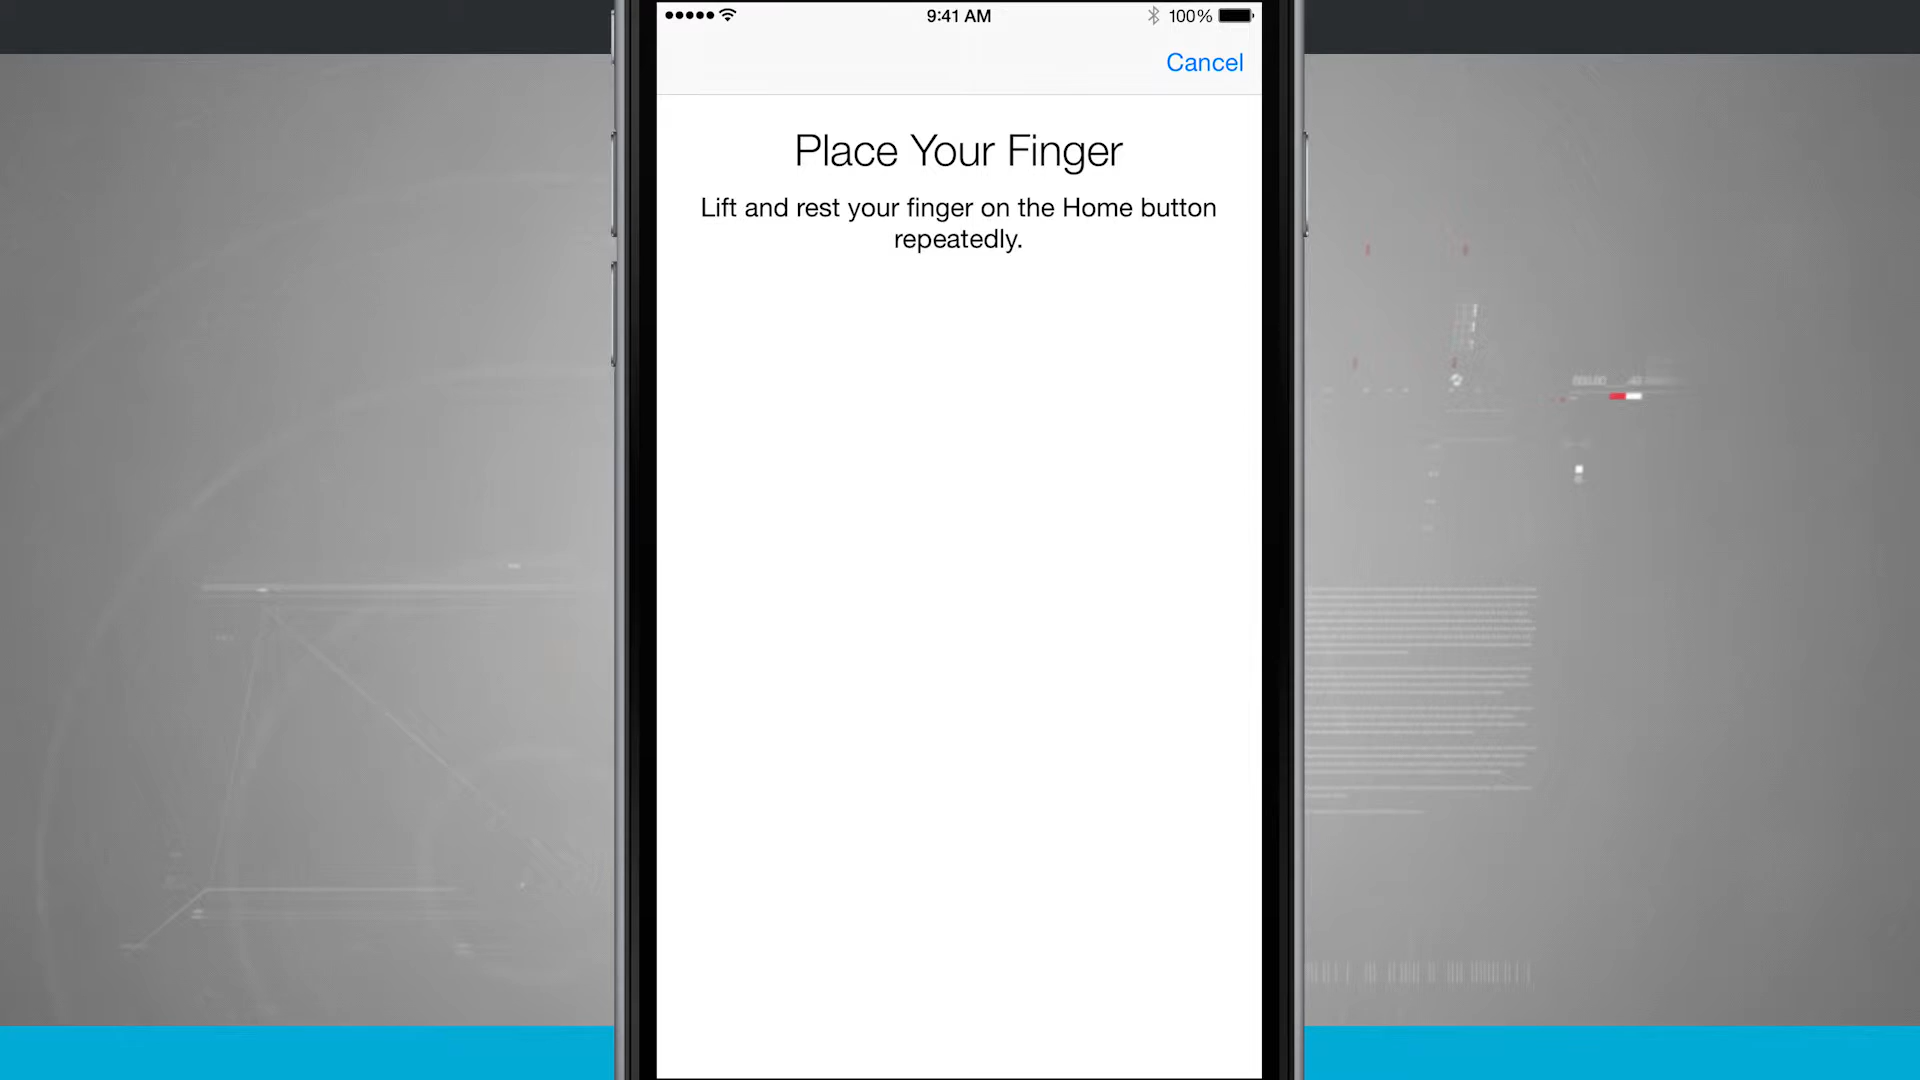 9:41 AM
100%
Cancel
Place Your Finger
Lift and rest your finger on the Home button
repeatedly.